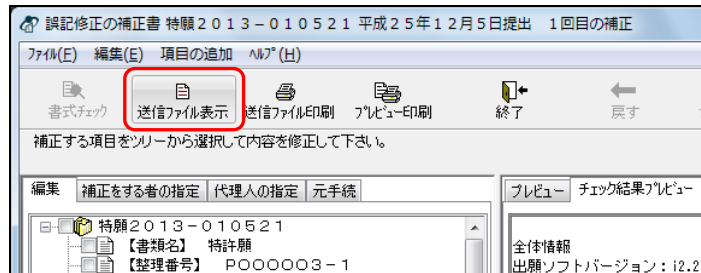 誤記修正の補正書 特願２０１３－０１０５２１ 平成２５年１２月５日提出　１回目の補正
ﾌｧｲﾙ(F)　編集(E)　項目の追加　ﾍﾙﾌﾟ(H)
書式ﾁｪｯｸ　送信ﾌｧｲﾙ表示　送信ﾌｧｲﾙ印刷　ﾌﾟﾚﾋﾞｭｰ印刷　終了　戻す
補正する項目をツリーから選択して内容を修正して下さい。
編集　補正をする者の指定　代理人の指定　元手続　プレビュー　チェック結果プレビュー
特願２０１３－０１０５２１
【書類名】　特許願
【整理番号】　Ｐ０００００３－１
全体情報
出願ソフトバージョン：i2.2